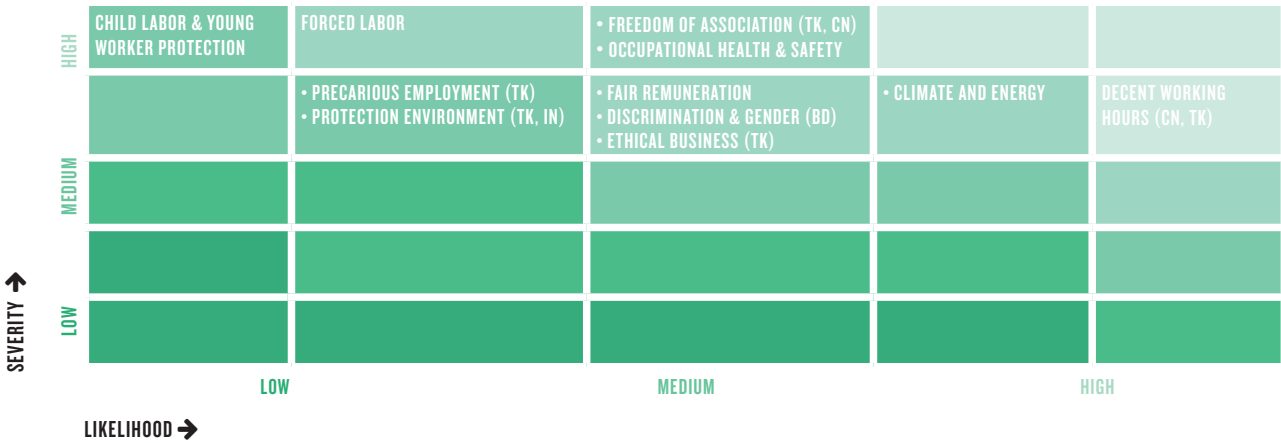 CHILD LABOR & YOUNG
WORKER PROTECTION
FORCED LABOR
• FREEDOM OF ASSOCIATION (TK, CN)
• OCCUPATIONAL HEALTH & SAFETY
• PRECARIOUS EMPLOYMENT (TK)
• PROTECTION ENVIRONMENT (TK, IN)
• FAIR REMUNERATION
• DISCRIMINATION & GENDER (BD)
• ETHICAL BUSINESS (TK)
• CLIMATE AND ENERGY
DECENT WORKING
HOURS (CN, TK)
HIGH
MEDIUM
LOW
SEVERITY →
LOW
MEDIUM
HIGH
LIKELIHOOD →